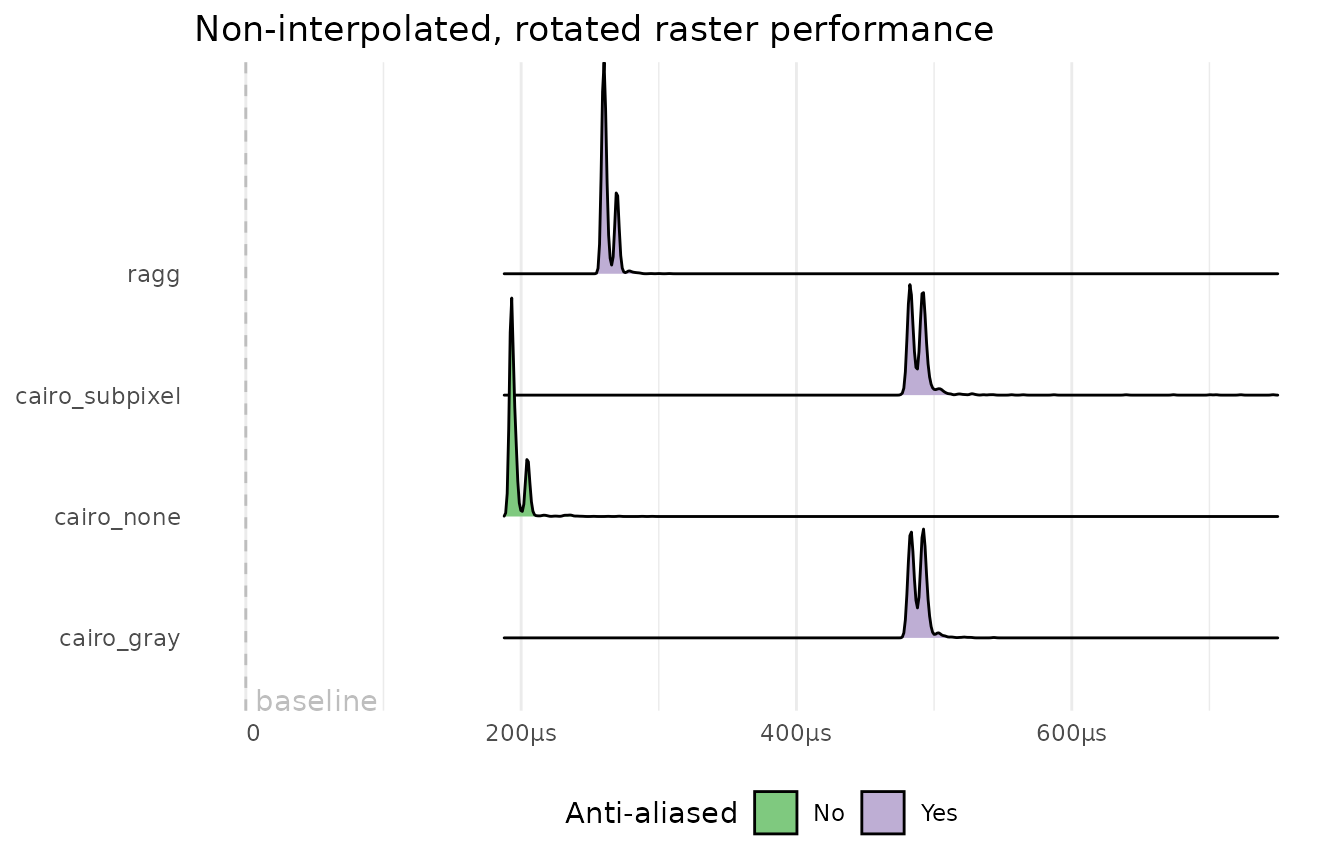 Non-interpolated, rotated raster performance
ragg
cairo_subpixel
cairo_none
cairo_gray
baseline
0 200µs 400µs 600µs
Anti-aliased No Yes